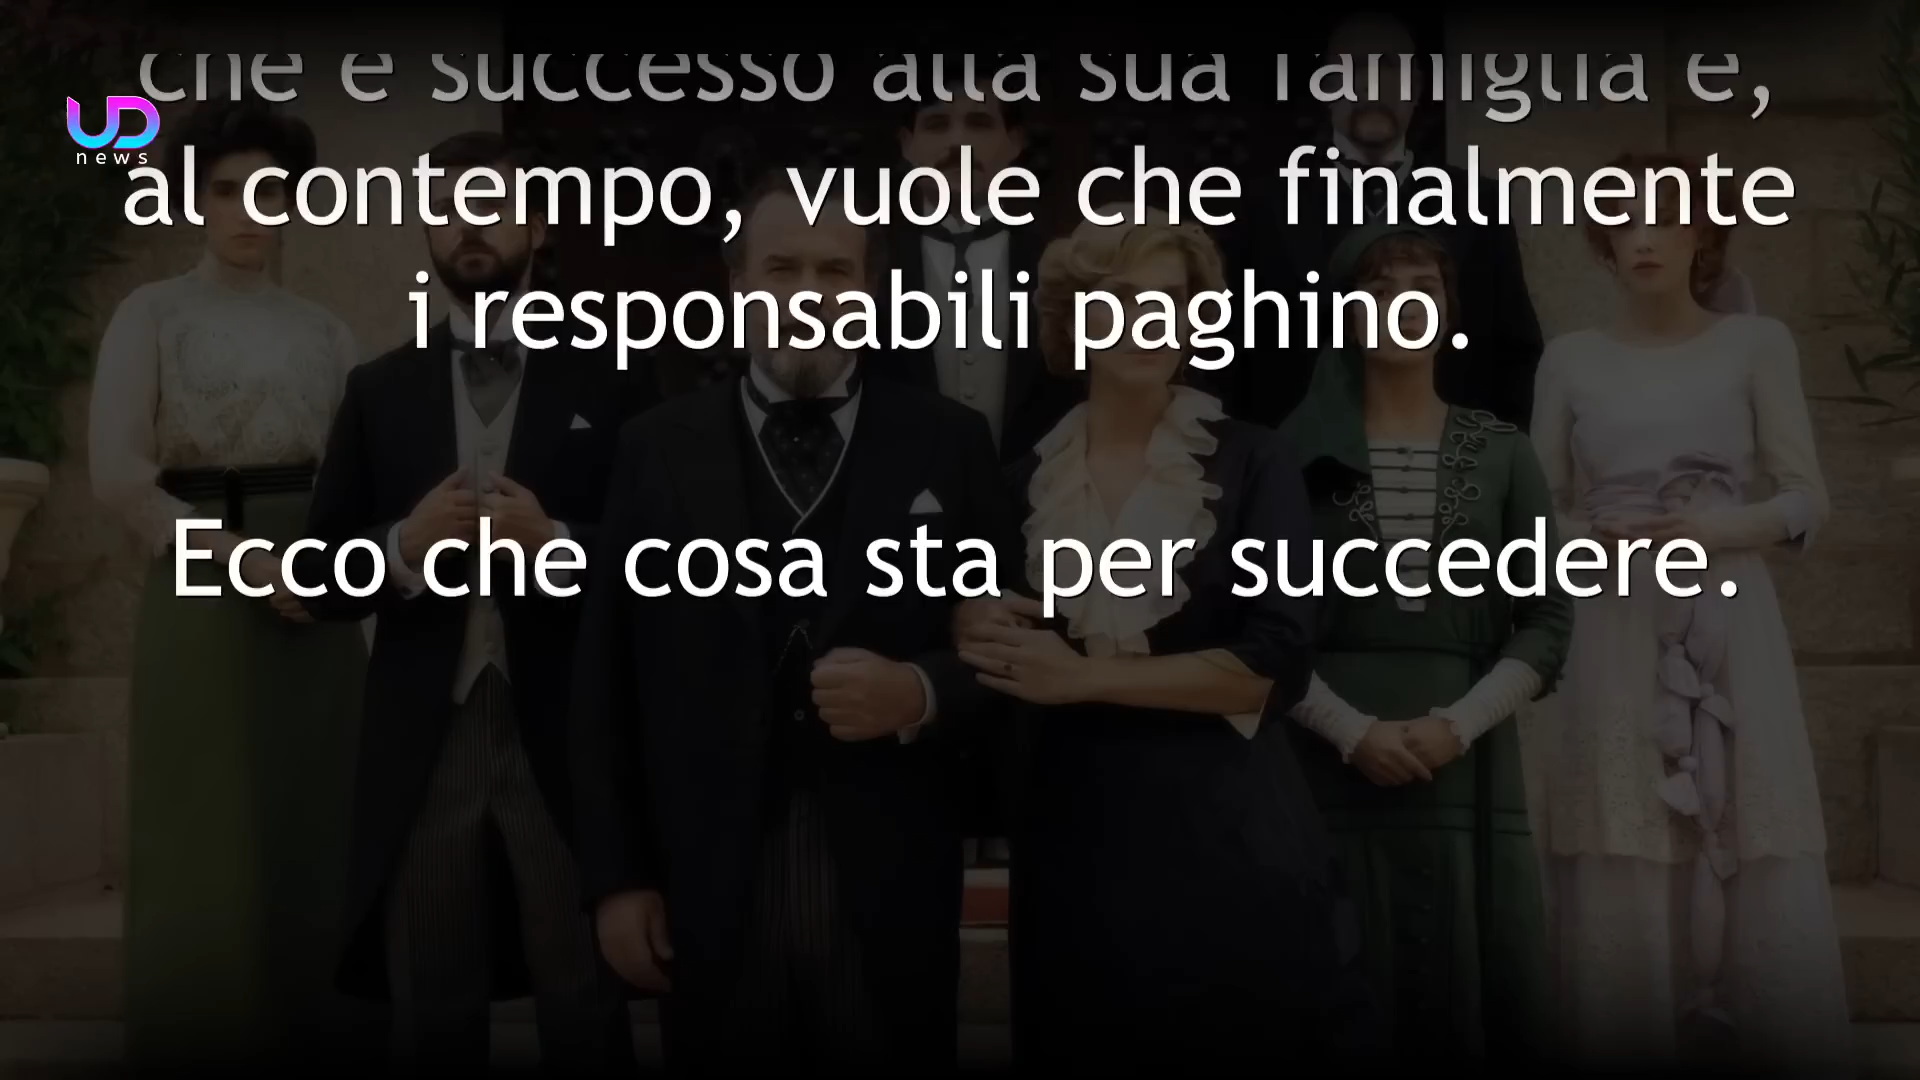 che è successo alla sua famiglia e,
UD
news
al contempo, vuole che finalmente
i responsabili paghino.
Ecco che cosa sta per succedere.